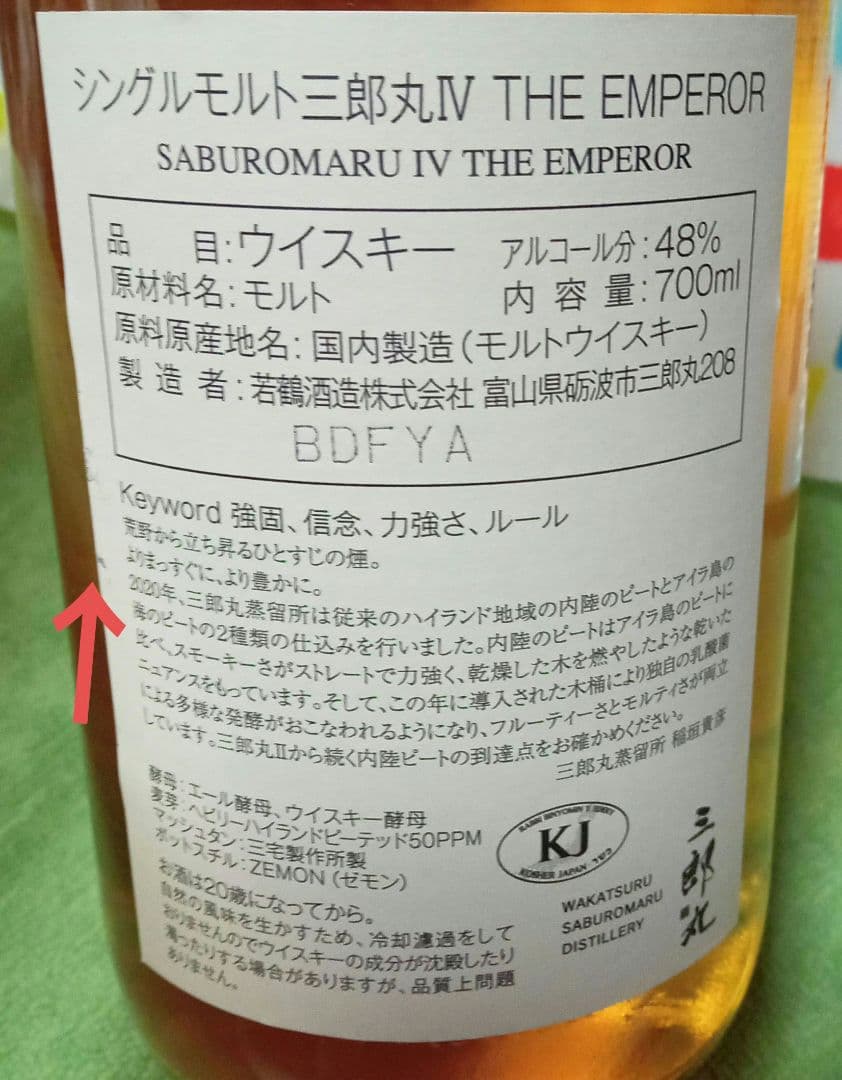 シングルモルト三郎丸Ⅳ THE EMPEROR
SABUROMARU IV THE EMPEROR
品目:ウイスキー アルコール分:48%
原材料名:モルト 内容量:700ml
原料原産地名:国内製造(モルトウイスキー)
製造者:若鶴酒造株式会社 富山県砺波市三郎丸208
BDFYA
Keyword 強固、信念、力強さ、ルール
荒野から立ち昇るひとすじの煙。
よりまっすぐに、より豊かに。
2020年、三郎丸蒸留所は従来のハイランド地域の内陸のピートとアイラ島の
海のピートの2種類の仕込みを行いました。内陸のピートはアイラ島のピートに
比べ、スモーキーさがストレートで力強く、乾燥した木を燃やしたような乾いた
ニュアンスをもっています。そして、この年に導入された木桶により独自の乳酸菌
による多様な発酵がおこなわれるようになり、フルーティーさとモルティさが両立
しています。三郎丸Ⅱから続く内陸ピートの到達点をお確かめください。
三郎丸蒸留所 稲垣貴彦
酵母:エール酵母、ウイスキー酵母
麦芽:ヘビリーハイランドピーテッド50PPM
マッシュタン:三宅製作所製
ポットスチル:ZEMON(ゼモン)
お酒は20歳になってから。
自然の風味を生かすため、冷却濾過をして
おりませんのでウイスキーの成分が沈殿したり
濁ったりする場合がありますが、品質上問題
ありません。
KJ
KOSHER JAPAN
WAKATSURU
SABUROMARU
DISTILLERY
三郎丸